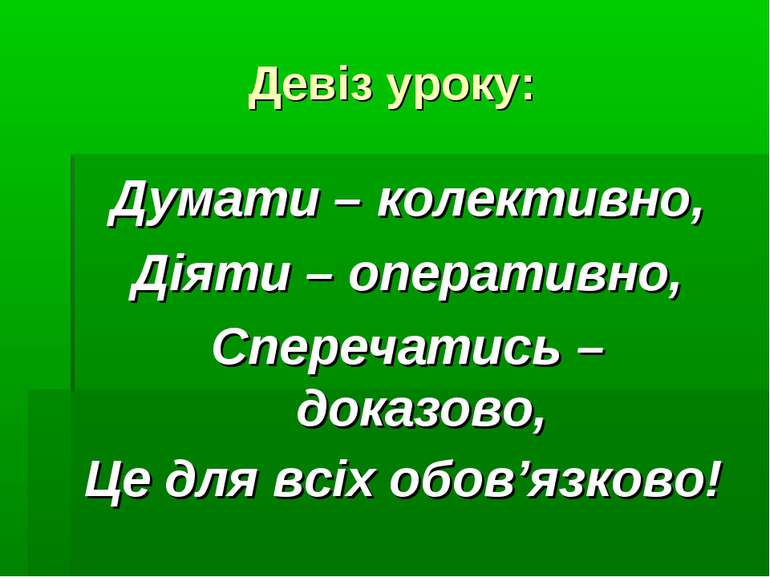 Девіз уроку:
Думати – колективно,
Діяти – оперативно,
Сперечатись –
доказово,
Це для всіх обов’язково!